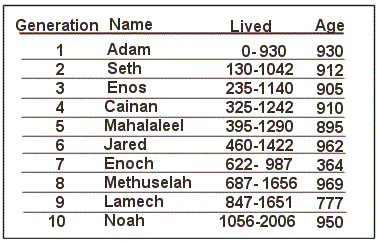 Generation Name Lived Age
1 Adam 0-930 930
2 Seth 130-1042 912
3 Enos 235-1140 905
4 Cainan 325-1242 910
5 Mahalaleel 395-1290 895
6 Jared 460-1422 962
7 Enoch 622- 987 364
8 Methuselah 687- 1656 969
9 Lamech 847-1651 777
10 Noah 1056-2006 950